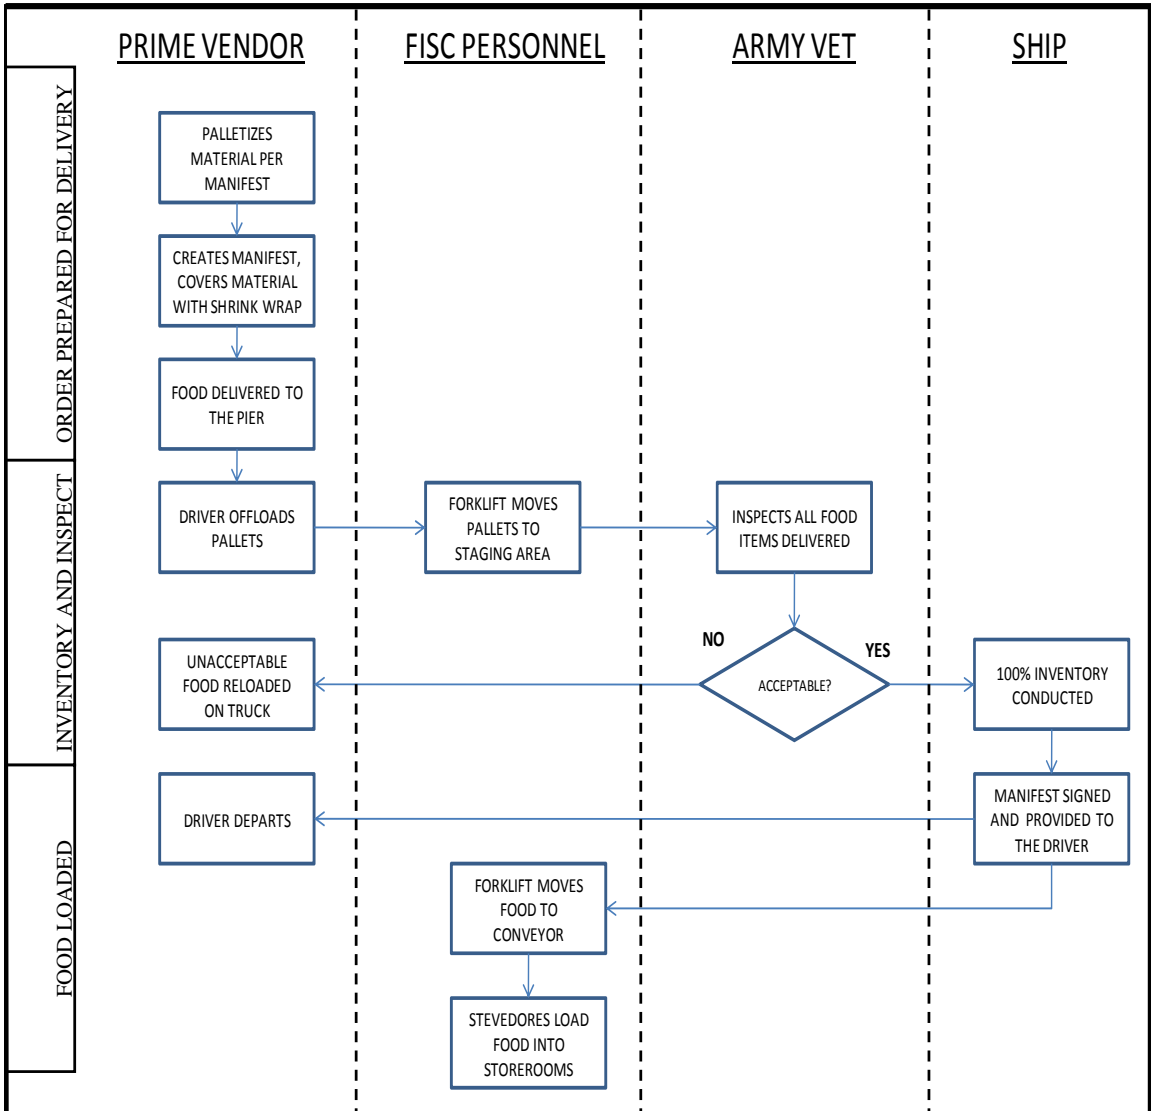 PRIME VENDOR
FISC PERSONNEL
ARMY VET
SHIP
ORDER PREPARED FOR DELIVERY
PALLETIZES
MATERIAL PER
MANIFEST
CREATES MANIFEST,
COVERS MATERIAL
WITH SHRINK WRAP
FOOD DELIVERED TO
THE PIER
INVENTORY AND INSPECT
DRIVER OFFLOADS
PALLETS
FORKLIFT MOVES
PALLETS TO
STAGING AREA
INSPECTS ALL FOOD
ITEMS DELIVERED
NO
YES
UNACCEPTABLE
FOOD RELOADED
ON TRUCK
ACCEPTABLE?
100% INVENTORY
CONDUCTED
FOOD LOADED
DRIVER DEPARTS
MANIFEST SIGNED
AND PROVIDED TO
THE DRIVER
FORKLIFT MOVES
FOOD TO
CONVEYOR
STEVEDORES LOAD
FOOD INTO
STOREROOMS